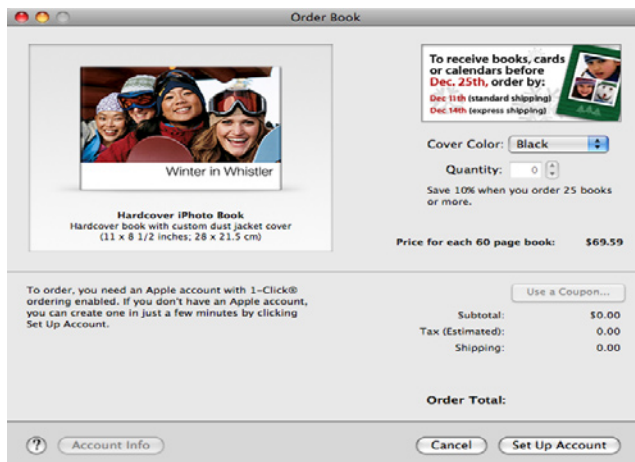 Order Book
To receive books, cards
or calendars before
Dec. 25th, order by:
Dec 11th (standard shipping)
Dec 14th (express shipping)
Winter in Whistler
Hardcover iPhoto Book
Hardcover book with custom dust jacket cover
(11 x 8 1/2 inches; 28 x 21.5 cm)
Cover Color: Black
Quantity: 0
Save 10% when you order 25 books
or more.
Price for each 60 page book: $69.59
To order, you need an Apple account with 1-Click®
ordering enabled. If you don't have an Apple account,
you can create one in just a few minutes by clicking
Set Up Account.
Use a Coupon...
Subtotal: $0.00
Tax (Estimated): 0.00
Shipping: 0.00
Order Total:
? Account Info Cancel Set Up Account